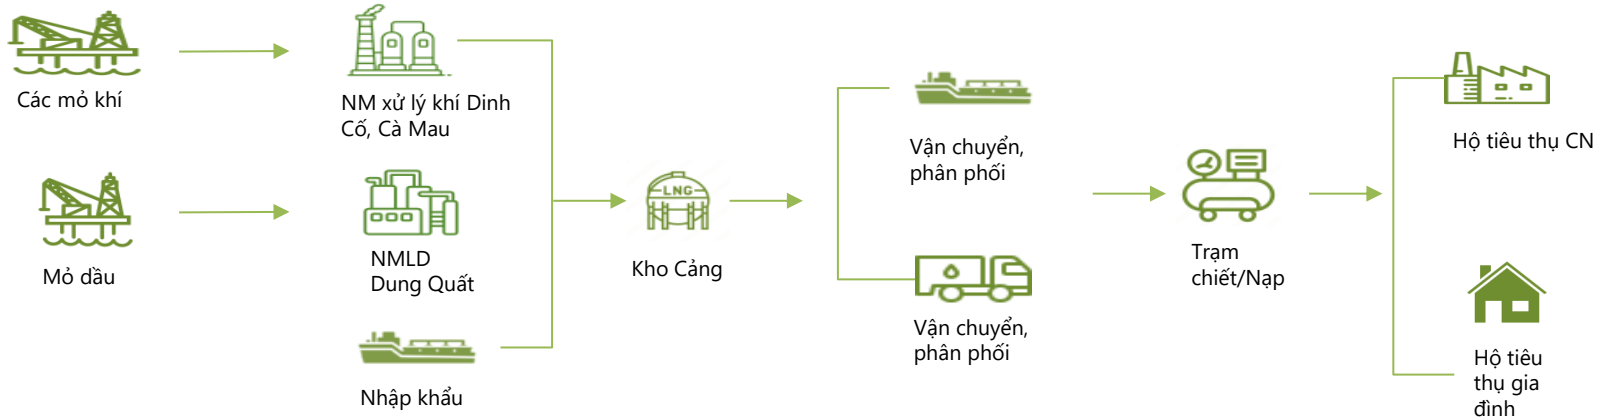 Các mỏ khí
NM xử lý khí Dinh
Cố, Cà Mau
Mỏ dầu
NMLD
Dung Quất
Nhập khẩu
LNG
Kho Cảng
Vận chuyển,
phân phối
Vận chuyển,
phân phối
Trạm
chiết/Nạp
Hộ tiêu thụ CN
Hộ tiêu
thụ gia
đình